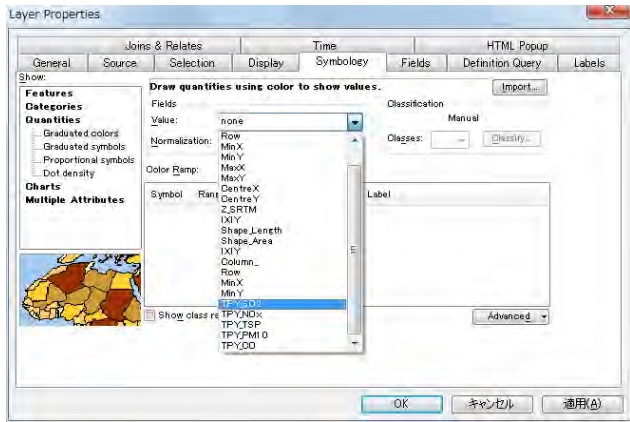 Layer Properties
Joins & Relates Time HTML Popup
General Source Selection Display Symbology Fields Definition Query Labels
Show:
Features
Categories
Quantities
Graduated colors
Graduated symbols
Proportional symbols
Dot density
Charts
Multiple Attributes
Draw quantities using color to show values.
Import...
Fields
Value: none
Normalization:
Color Ramp:
Classification
Manual
Classes:
Classify...
Symbol Rang Label
Row
MinX
MinY
MaxX
MaxY
CentreX
CentreY
Z_SRTM
IXIY
Shape_Length
Shape_Area
IXIY
Column_
Row
MinX
MinY
TPY_SO2
TPY_NOx
TPY_TSP
TPY_PM10
TPY_CO
Show class ra
Advanced
OK キャンセル 適用(A)